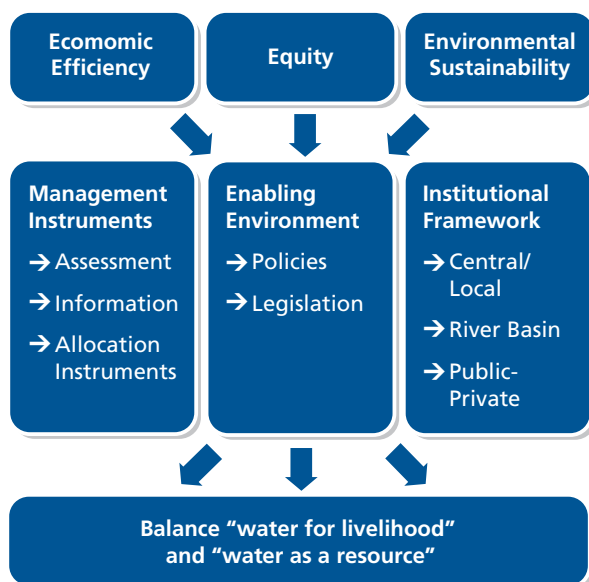 Ecomomic
Efficiency
Equity
Environmental
Sustainability
Management
Instruments
→ Assessment
→ Information
→ Allocation
Instruments
Enabling
Environment
→ Policies
→ Legislation
Institutional
Framework
→ Central/
Local
→ River Basin
→ Public-
Private
Balance “water for livelihood”
and “water as a resource”